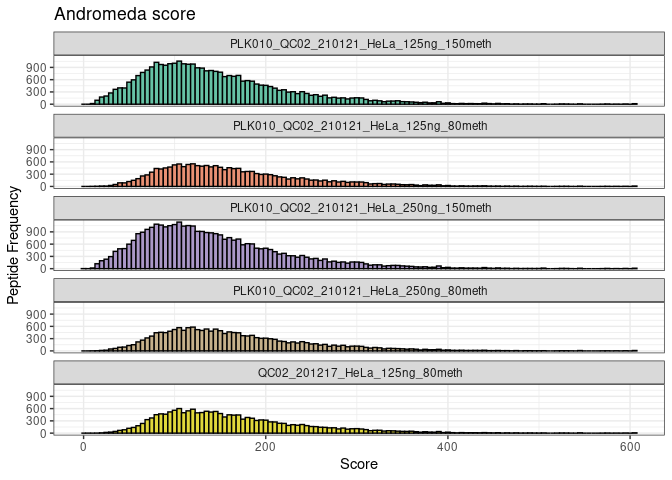 Andromeda score
PLK010_QC02_210121_HeLa_125ng_150meth
900
600
300
0
PLK010_QC02_210121_HeLa_125ng_80meth
900
600
300
0
PLK010_QC02_210121_HeLa_250ng_150meth
900
600
300
0
PLK010_QC02_210121_HeLa_250ng_80meth
900
600
300
0
QC02_201217_HeLa_125ng_80meth
900
600
300
0
Peptide Frequency
0 200 400 600
Score